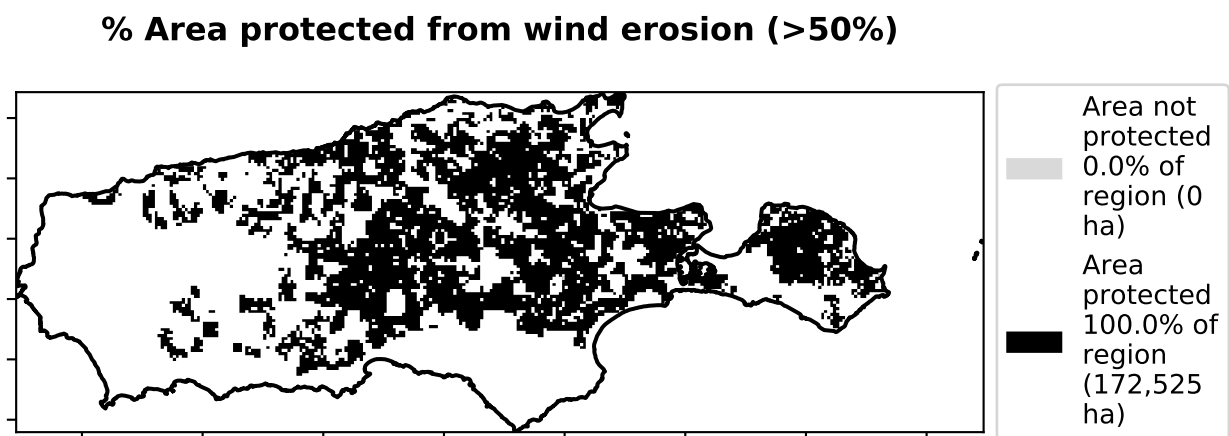 % Area protected from wind erosion (>50%)
Area not
protected
0.0% of
region (0
ha)
Area
protected
100.0% of
region
(172,525
ha)